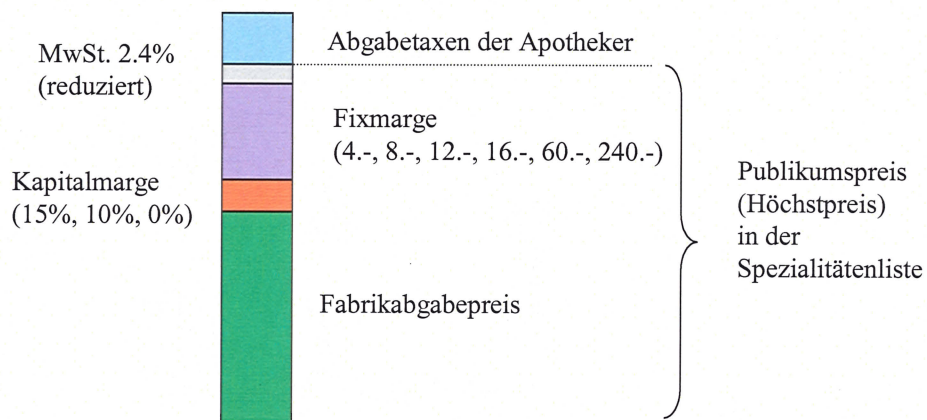 MwSt. 2.4%
(reduziert)
Abgabetaxen der Apotheker
Fixmarge
(4.-, 8.-, 12.-, 16.-, 60.-, 240.-)
Kapitalmarge
(15%, 10%, 0%)
Publikumspreis
(Höchstpreis)
in der
Spezialitätenliste
Fabrikabgabepreis